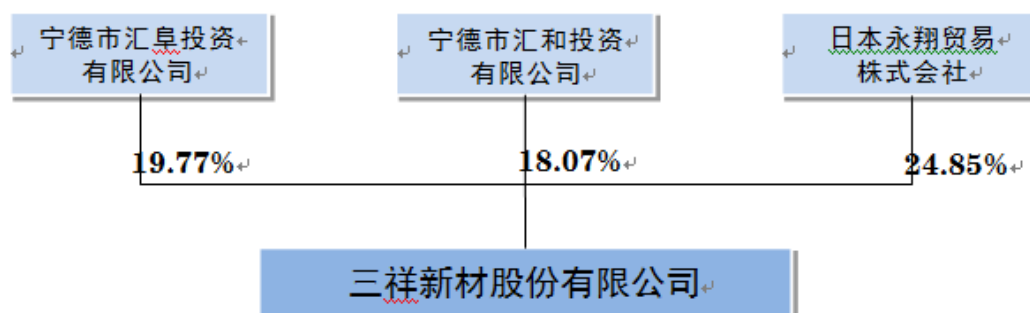 宁德市汇阜投资
有限公司
宁德市汇和投资
有限公司
日本永翔贸易
株式会社
19.77%
18.07%
24.85%
三祥新材股份有限公司